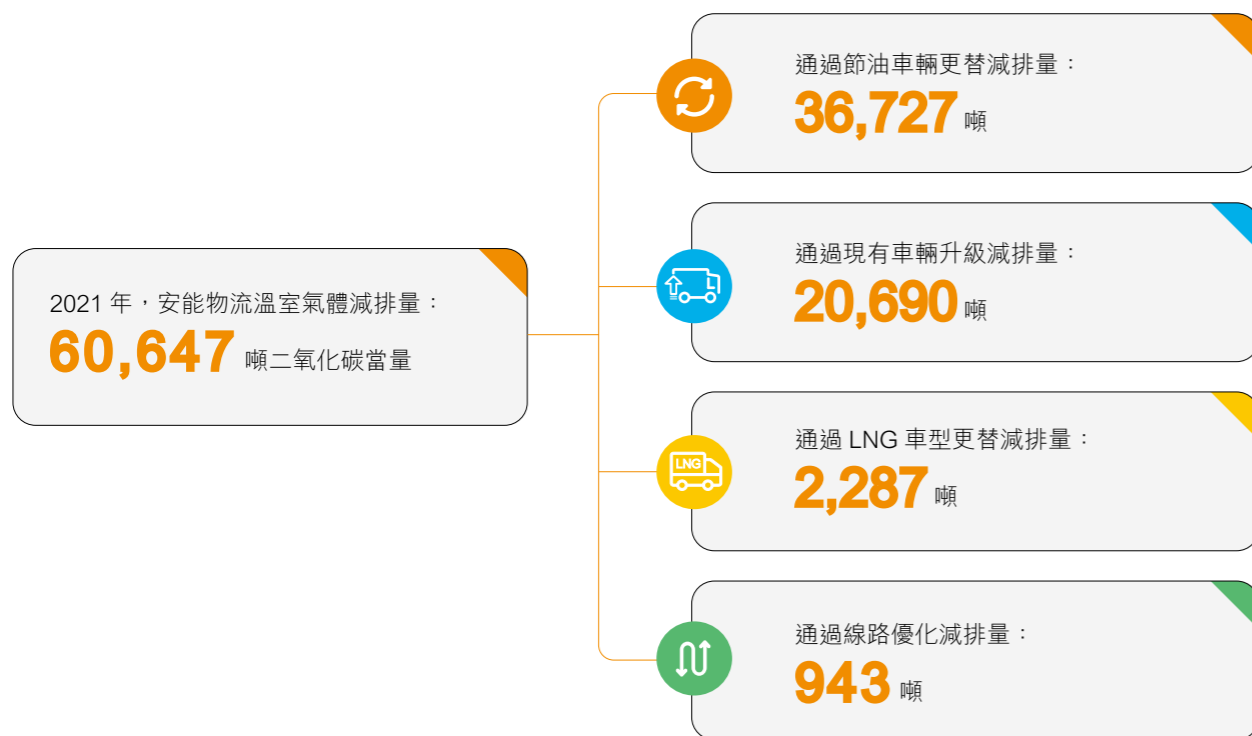 通過節油車輛更替減排量：
36,727 噸
通過現有車輛升級減排量：
20,690 噸
2021 年，安能物流溫室氣體減排量：
60,647 噸二氧化碳當量
LNG
通過 LNG 車型更替減排量：
2,287 噸
通過線路優化減排量：
943 噸